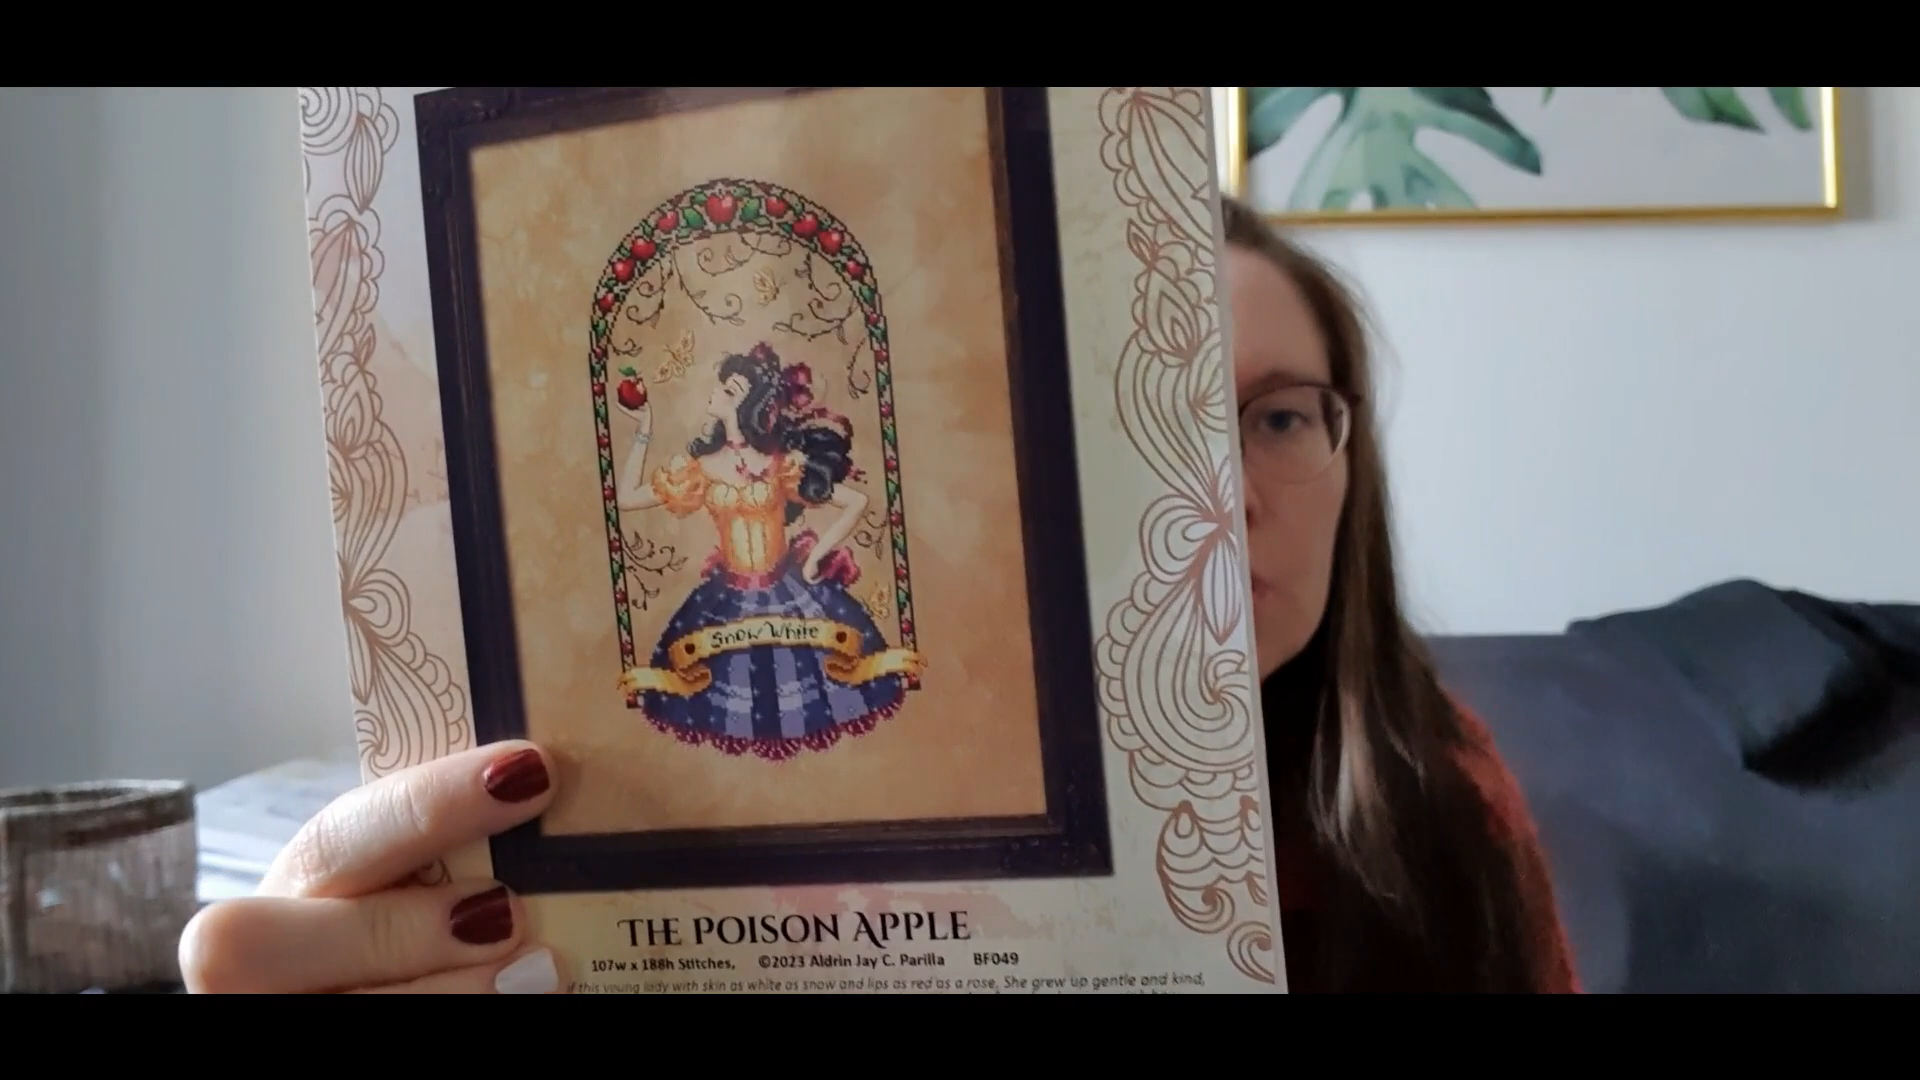 Snow White
THE POISON APPLE
107w x 188h Stitches, ©2023 Aldrin Jay C. Parilla BF049
if this young lady with skin as white as snow and lips as red as a rose. She grew up gentle and kind,